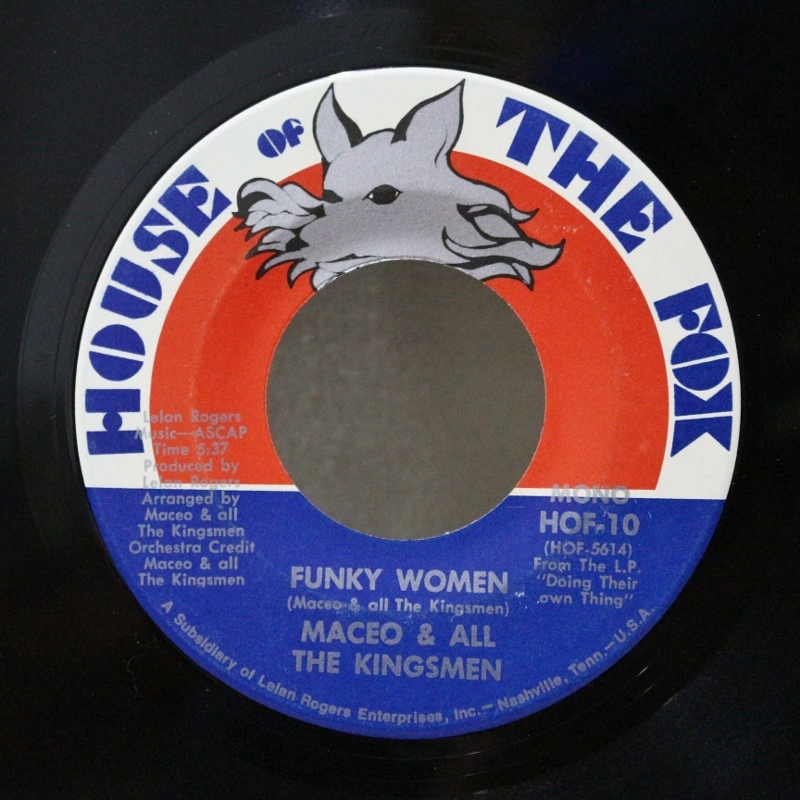 HOUSE OF THE FOX
Lelan Rogers
Music—ASCAP
Time 5:37
Produced by
Lelan Rogers
Arranged by
Maceo & all
The Kingsmen
Orchestra Credit
Maceo & all
The Kingsmen
MONO
HOF-10
(HOF-5614)
From The L.P.
"Doing Their
own Thing"
FUNKY WOMEN
(Maceo & all The Kingsmen)
MACEO & ALL
THE KINGSMEN
A Subsidiary of Lelan Rogers Enterprises, Inc.—Nashville, Tenn.—U.S.A.